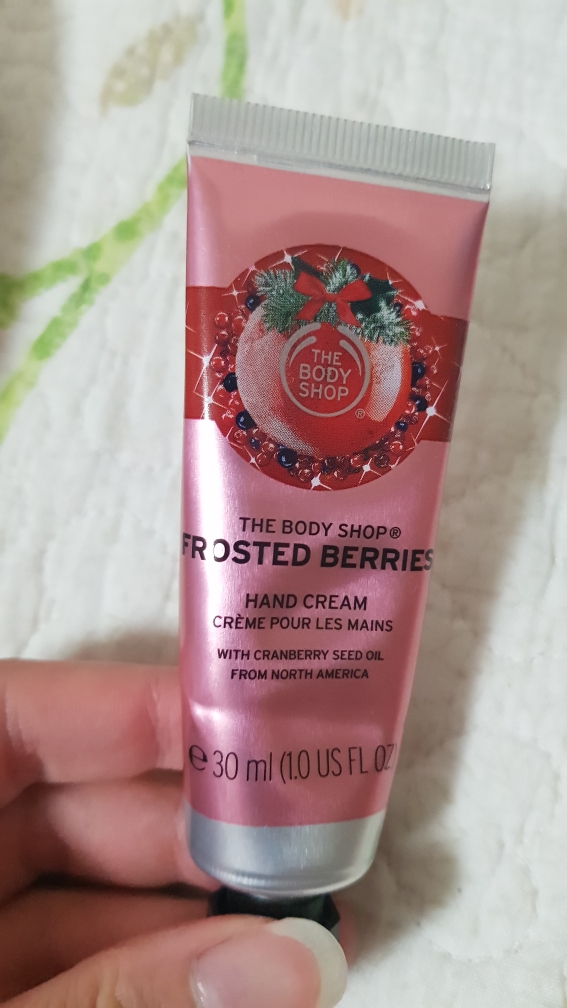 THE
BODY
SHOP
®
THE BODY SHOP®
FROSTED BERRIES
HAND CREAM
CRÈME POUR LES MAINS
WITH CRANBERRY SEED OIL
FROM NORTH AMERICA
℮ 30 ml (1.0 US FL OZ)